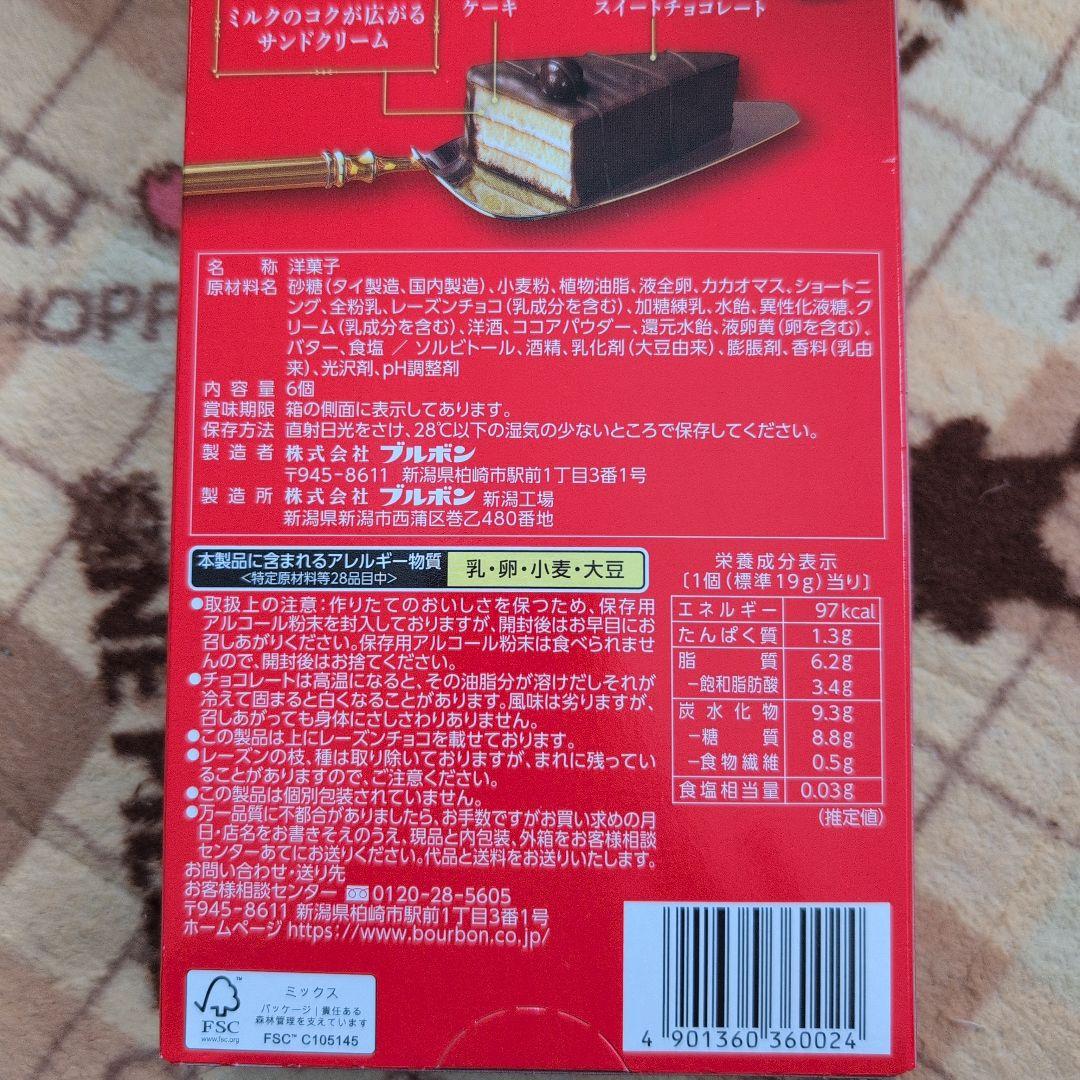 ミルクのコクが広がる
サンドクリーム
ケーキ
スイートチョコレート
名称 洋菓子
原材料名 砂糖(タイ製造、国内製造)、小麦粉、植物油脂、液全卵、カカオマス、ショートニ
ング、全粉乳、レーズンチョコ(乳成分を含む)、加糖練乳、水飴、異性化液糖、ク
リーム(乳成分を含む)、洋酒、ココアパウダー、還元水飴、液卵黄(卵を含む)、
バター、食塩 / ソルビトール、酒精、乳化剤(大豆由来)、膨脹剤、香料(乳由
来)、光沢剤、pH調整剤
内容量 6個
賞味期限 箱の側面に表示してあります。
保存方法 直射日光をさけ、28℃以下の湿気の少ないところで保存してください。
製造者 株式会社 ブルボン
〒945-8611 新潟県柏崎市駅前1丁目3番1号
製造所 株式会社 ブルボン 新潟工場
新潟県新潟市西蒲区巻乙480番地
本製品に含まれるアレルギー物質
<特定原材料等28品目中>
乳・卵・小麦・大豆
●取扱上の注意:作りたてのおいしさを保つため、保存用
アルコール粉末を封入しておりますが、開封後はお早目にお
召しあがりください。保存用アルコール粉末は食べられませ
んので、開封後はお捨てください。
●チョコレートは高温になると、その油脂分が溶けだしそれが
冷えて固まると白くなることがあります。風味は劣りますが、
召しあがっても身体にさしさわりありません。
●この製品は上にレーズンチョコを載せております。
●レーズンの枝、種は取り除いておりますが、まれに残ってい
ることがありますので、ご注意ください。
●この製品は個別包装されていません。
●万一品質に不都合がありましたら、お手数ですがお買い求めの月
日・店名をお書きそえのうえ、現品と内包装、外箱をお客様相談
センターあてにお送りください。代品と送料をお送りいたします。
お問い合わせ・送り先
お客様相談センター 0120-28-5605
〒945-8611 新潟県柏崎市駅前1丁目3番1号
ホームページ https://www.bourbon.co.jp/
栄養成分表示
[1個(標準19g)当り]
エネルギー 97kcal
たんぱく質 1.3g
脂質 6.2g
-飽和脂肪酸 3.4g
炭水化物 9.3g
-糖質 8.8g
-食物繊維 0.5g
食塩相当量 0.03g
(推定値)
FSC
www.fsc.org
ミックス
パッケージ|責任ある
森林管理を支えています
FSC™ C105145
4 901360 360024